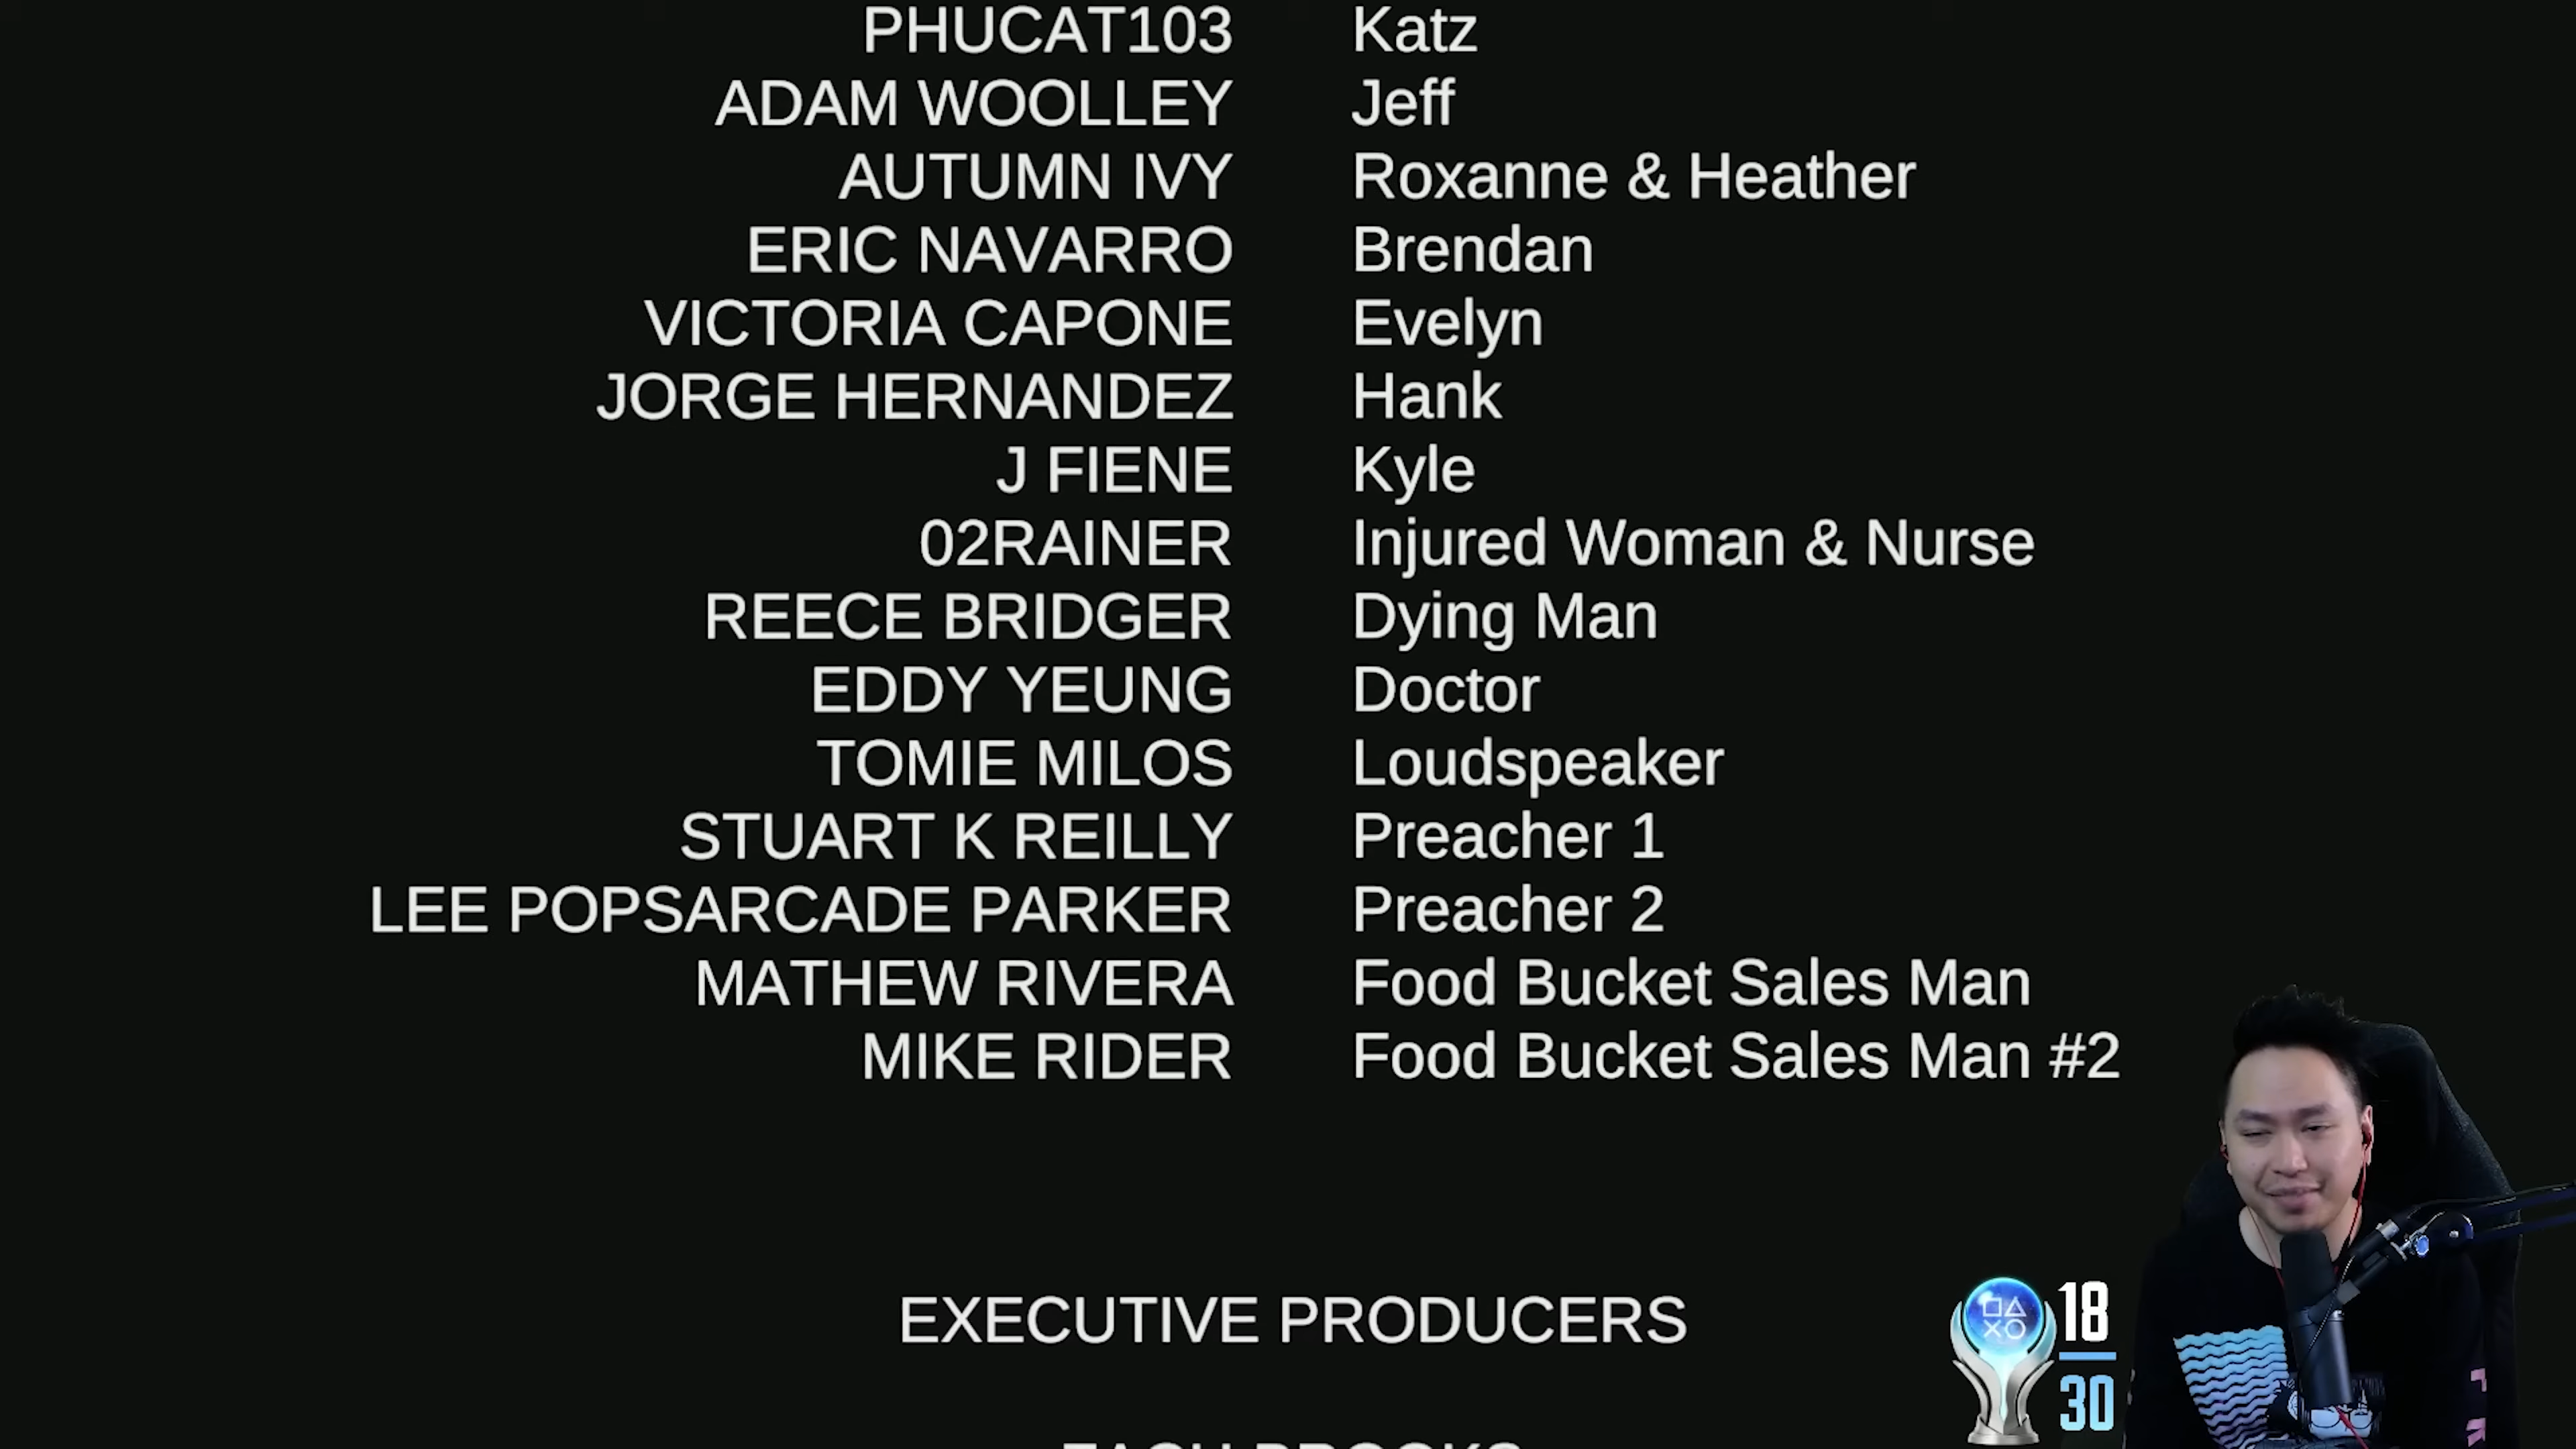 PHUCAT103 Katz
ADAM WOOLLEY Jeff
AUTUMN IVY Roxanne & Heather
ERIC NAVARRO Brendan
VICTORIA CAPONE Evelyn
JORGE HERNANDEZ Hank
J FIENE Kyle
02RAINER Injured Woman & Nurse
REECE BRIDGER Dying Man
EDDY YEUNG Doctor
TOMIE MILOS Loudspeaker
STUART K REILLY Preacher 1
LEE POPSARCADE PARKER Preacher 2
MATHEW RIVERA Food Bucket Sales Man
MIKE RIDER Food Bucket Sales Man #2
EXECUTIVE PRODUCERS
18
30